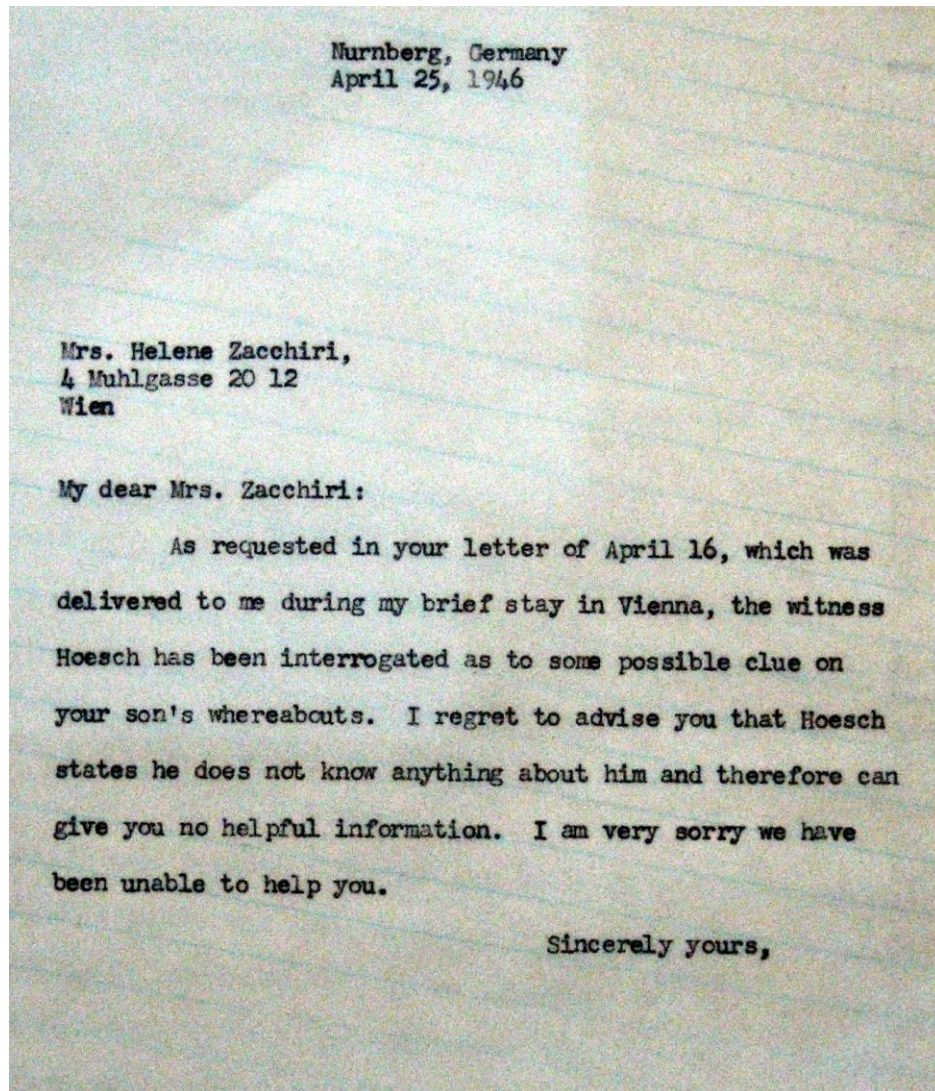 Nurnberg, Germany
April 25, 1946
Mrs. Helene Zacchiri,
4 Muhlgasse 20 12
Wien
My dear Mrs. Zacchiri:
As requested in your letter of April 16, which was
delivered to me during my brief stay in Vienna, the witness
Hoesch has been interrogated as to some possible clue on
your son's whereabouts. I regret to advise you that Hoesch
states he does not know anything about him and therefore can
give you no helpful information. I am very sorry we have
been unable to help you.
Sincerely yours,